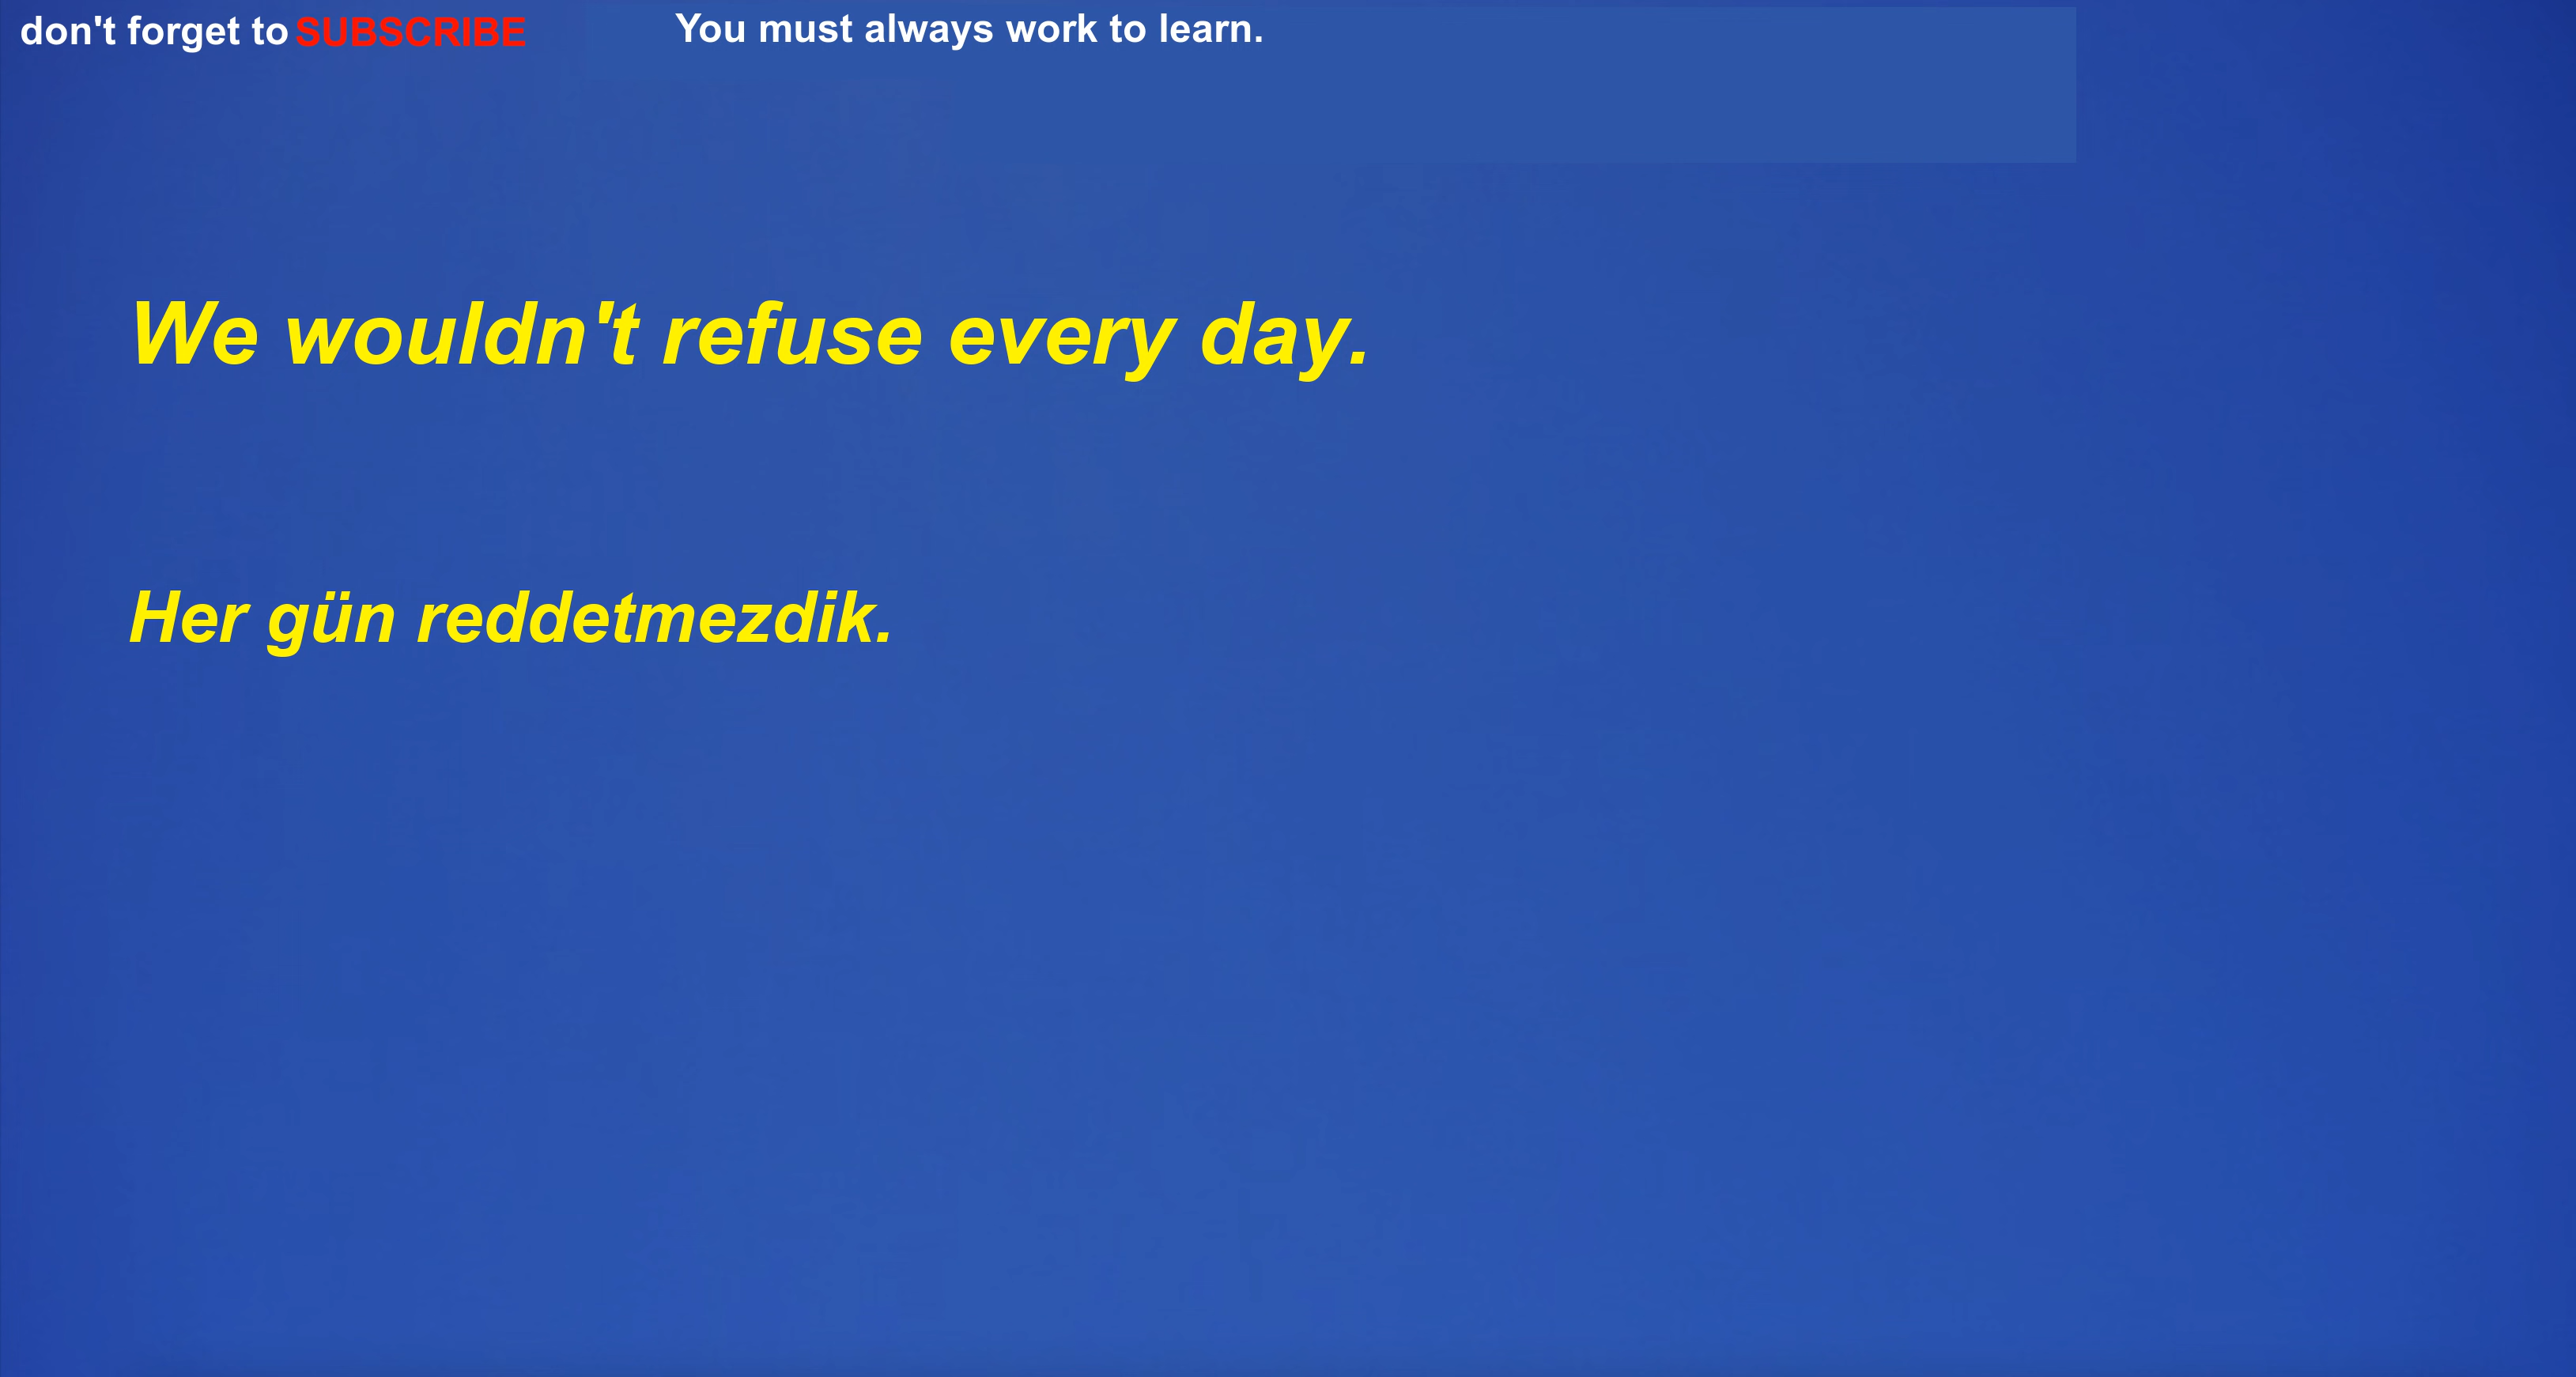 don't forget to SUBSCRIBE
You must always work to learn.
We wouldn't refuse every day.
Her gün reddetmezdik.